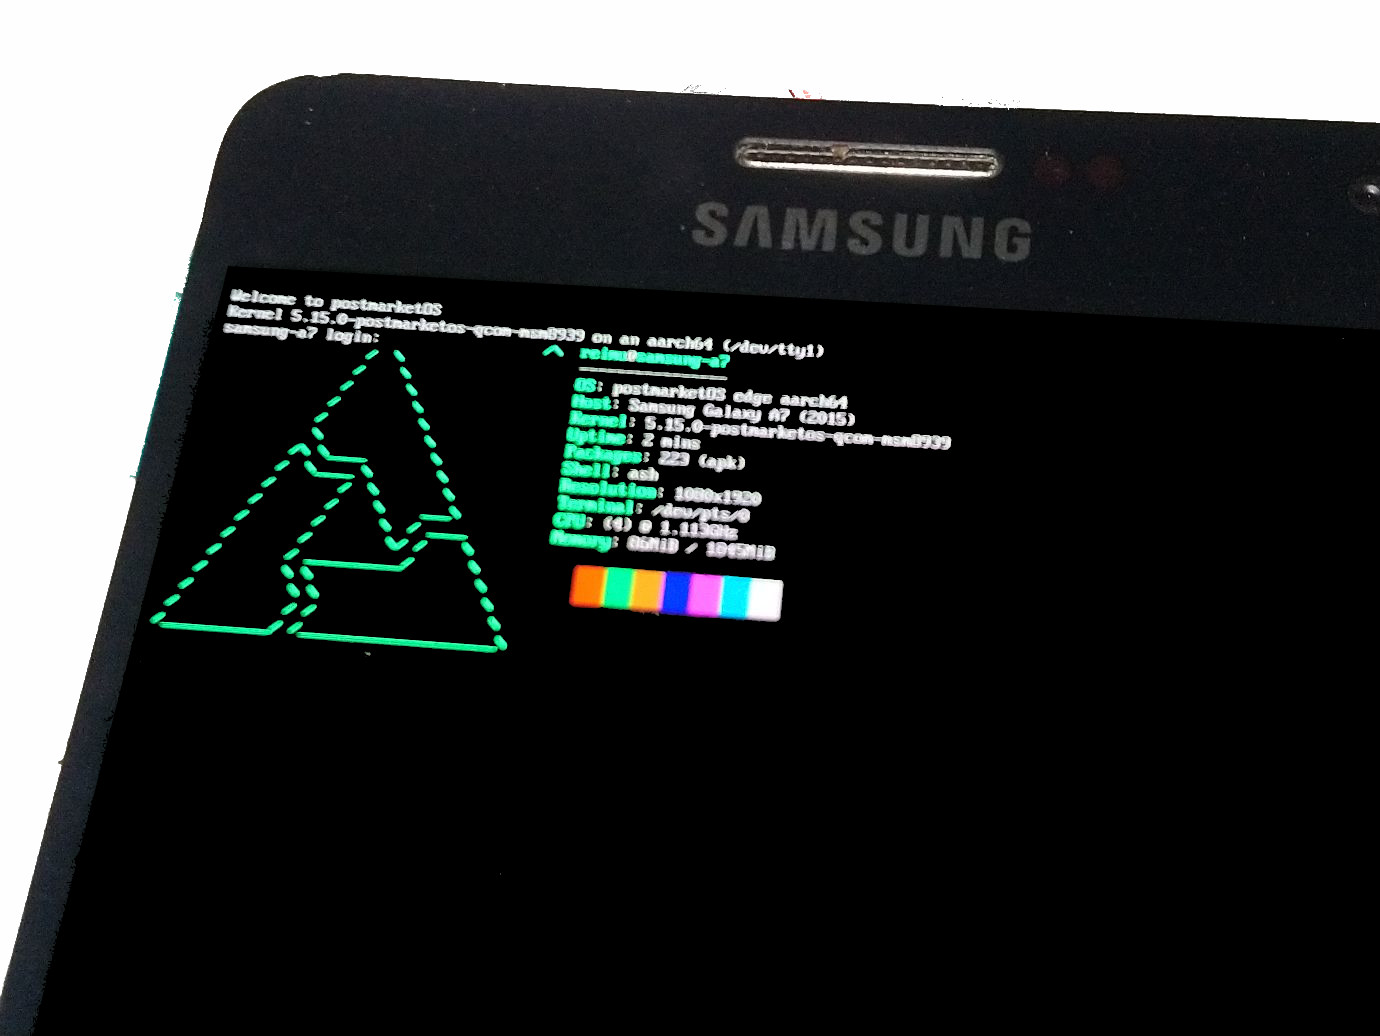 SAMSUNG
Welcome to postmarketOS
Kernel 5.15.0-postmarketos-qcom-msm8939 on an aarch64 (/dev/tty1)
samsung-a7 login:
reimu@samsung-a7
OS: postmarketOS edge aarch64
Host: Samsung Galaxy A7 (2015)
Kernel: 5.15.0-postmarketos-qcom-msm8939
Uptime: 2 mins
Packages: 223 (apk)
Shell: ash
Resolution: 1080x1920
Terminal: /dev/pts/0
CPU: (4) @ 1.113GHz
Memory: 86MiB / 1845MiB